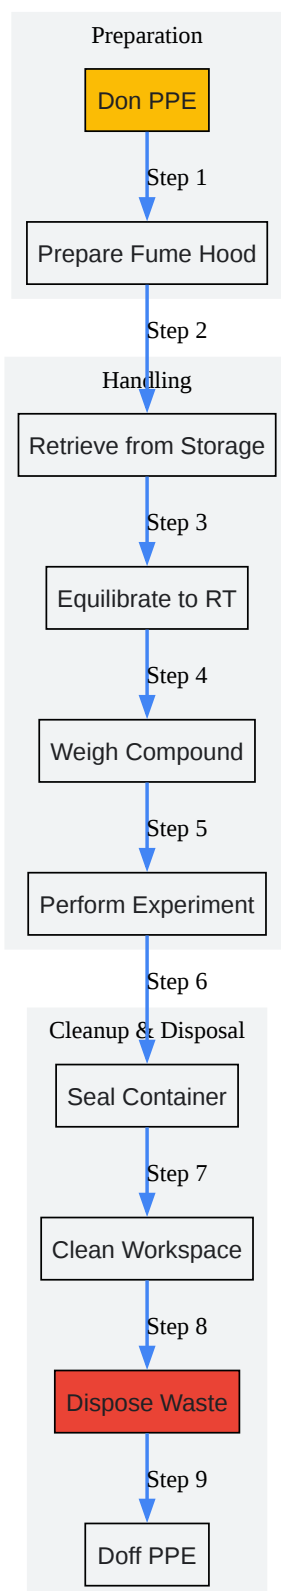 Preparation
Don PPE
Step 1
Prepare Fume Hood
Step 2
Handling
Retrieve from Storage
Step 3
Equilibrate to RT
Step 4
Weigh Compound
Step 5
Perform Experiment
Step 6
Cleanup & Disposal
Seal Container
Step 7
Clean Workspace
Step 8
Dispose Waste
Step 9
Doff PPE